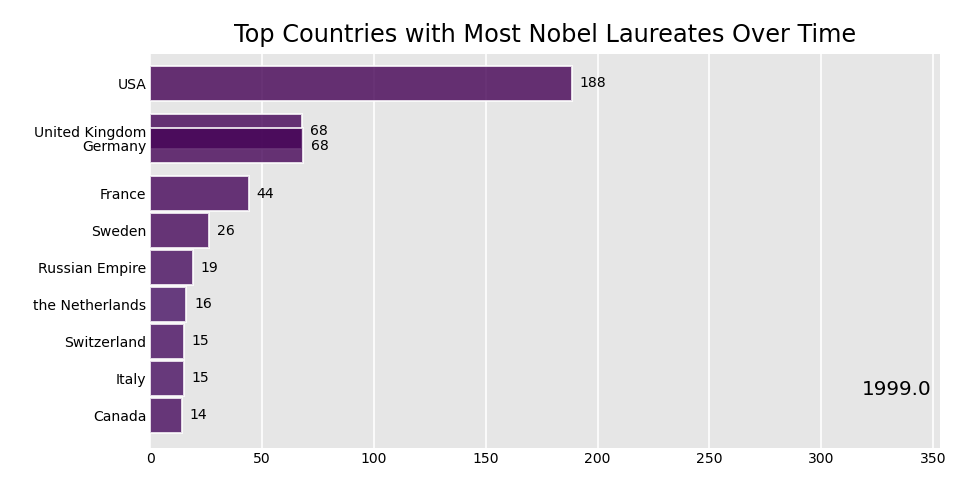 Top Countries with Most Nobel Laureates Over Time
USA 188
United Kingdom 68
Germany 68
France 44
Sweden 26
Russian Empire 19
the Netherlands 16
Switzerland 15
Italy 15
1999.0
Canada 14
0 50 100 150 200 250 300 350